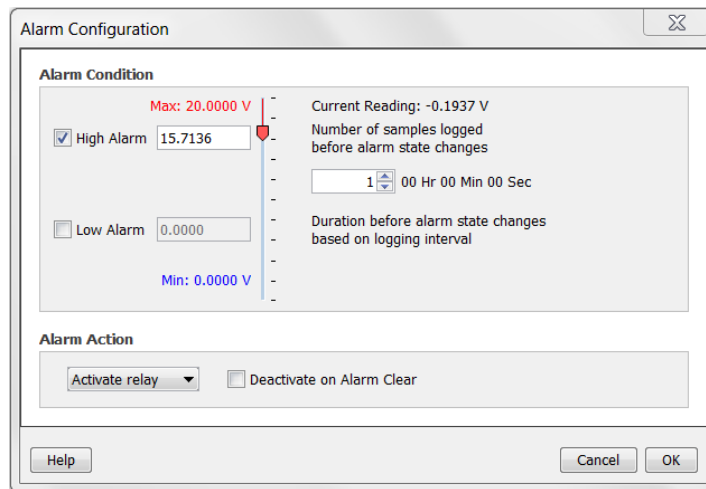 Alarm Configuration
Alarm Condition
Max: 20.0000 V
Current Reading: -0.1937 V
High Alarm 15.7136
Number of samples logged
before alarm state changes
1 00 Hr 00 Min 00 Sec
Low Alarm 0.0000
Duration before alarm state changes
based on logging interval
Min: 0.0000 V
Alarm Action
Activate relay
Deactivate on Alarm Clear
Help
Cancel
OK